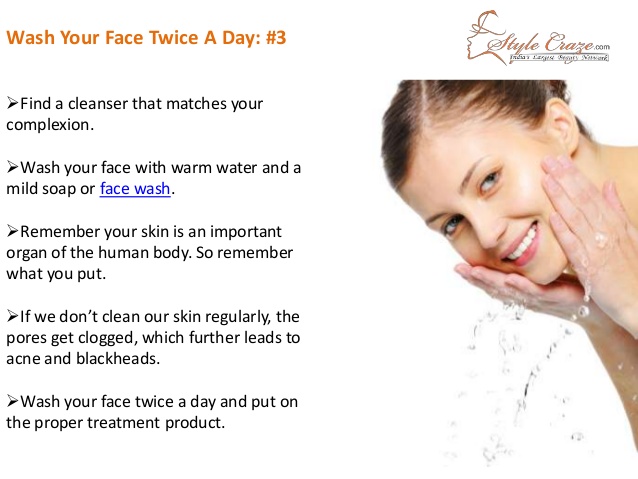 Wash Your Face Twice A Day: #3
Style Craze.com
India's Largest Beauty Network
➢Find a cleanser that matches your
complexion.
➢Wash your face with warm water and a
mild soap or face wash.
➢Remember your skin is an important
organ of the human body. So remember
what you put.
➢If we don’t clean our skin regularly, the
pores get clogged, which further leads to
acne and blackheads.
➢Wash your face twice a day and put on
the proper treatment product.